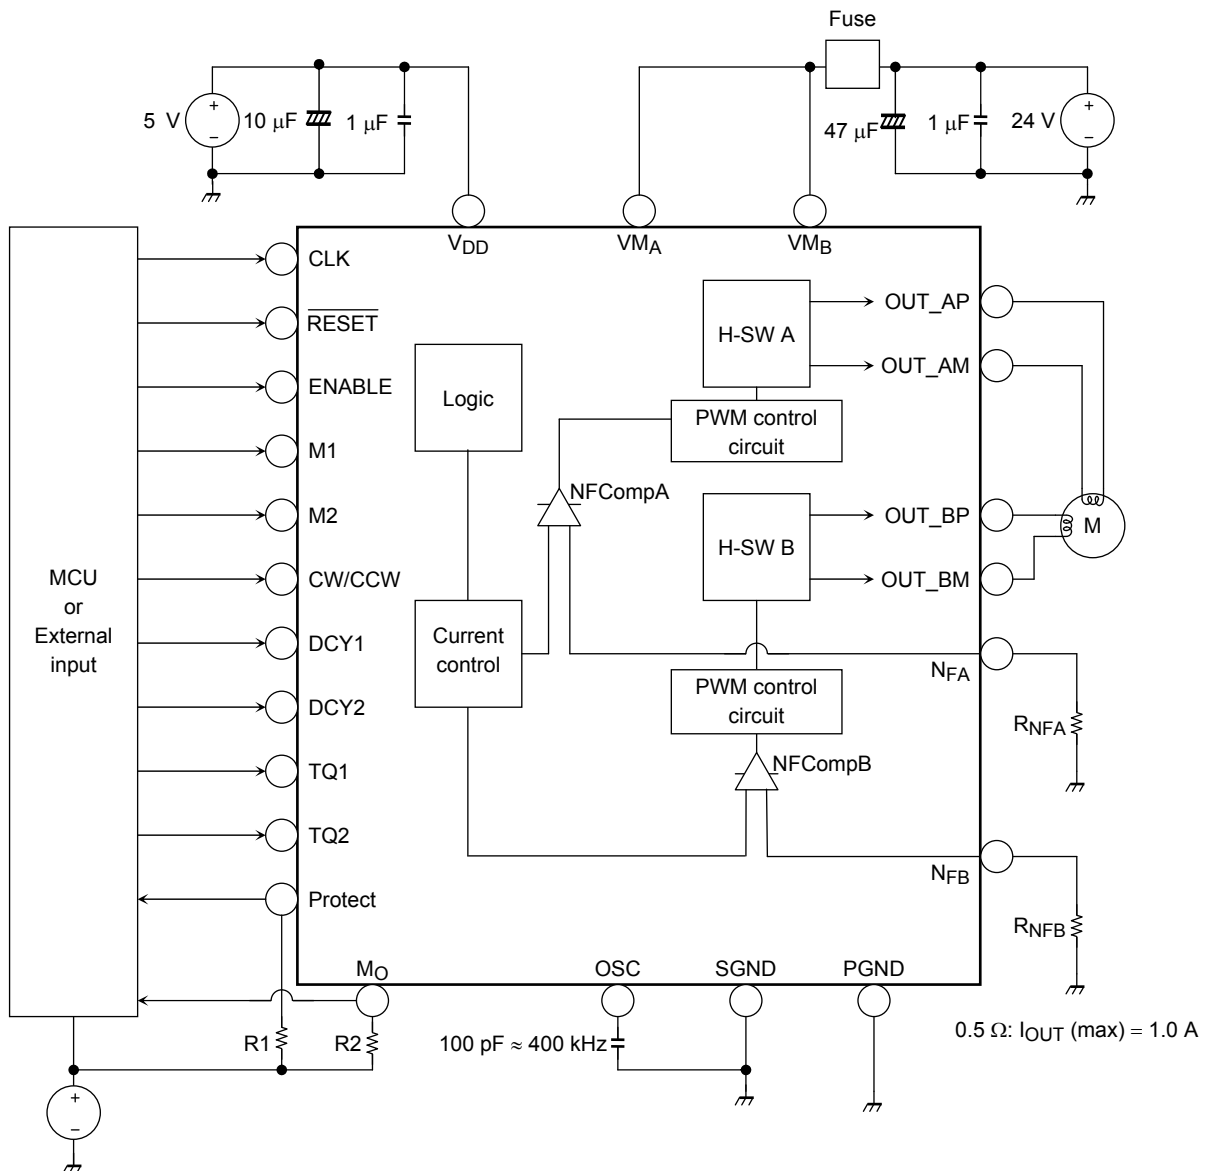 Fuse
5 V
10 μF
1 μF
47 μF
1 μF
24 V
+
−
+
−
VDD
VMA
VMB
CLK
RESET
ENABLE
M1
M2
CW/CCW
DCY1
DCY2
TQ1
TQ2
Protect
MCU
or
External
input
Logic
Current
control
NFCompA
H-SW A
PWM control
circuit
OUT_AP
OUT_AM
H-SW B
OUT_BP
OUT_BM
M
PWM control
circuit
NFCompB
NFA
RNFA
NFB
RNFB
MO
OSC
SGND
PGND
R1
R2
100 pF ≈ 400 kHz
0.5 Ω: IOUT (max) = 1.0 A
+
−